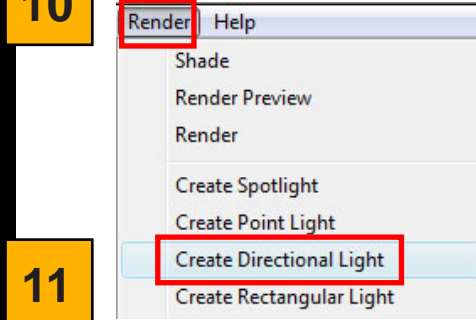 10
Render Help
Shade
Render Preview
Render
Create Spotlight
Create Point Light
Create Directional Light
11
Create Rectangular Light